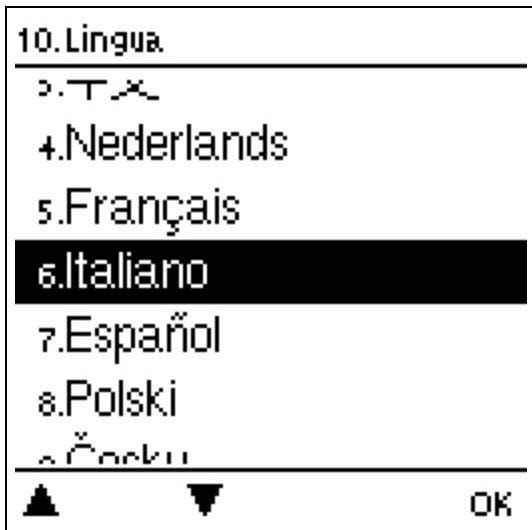 10.Lingua
4.Nederlands
5.Français
6.Italiano
7.Español
8.Polski
OK